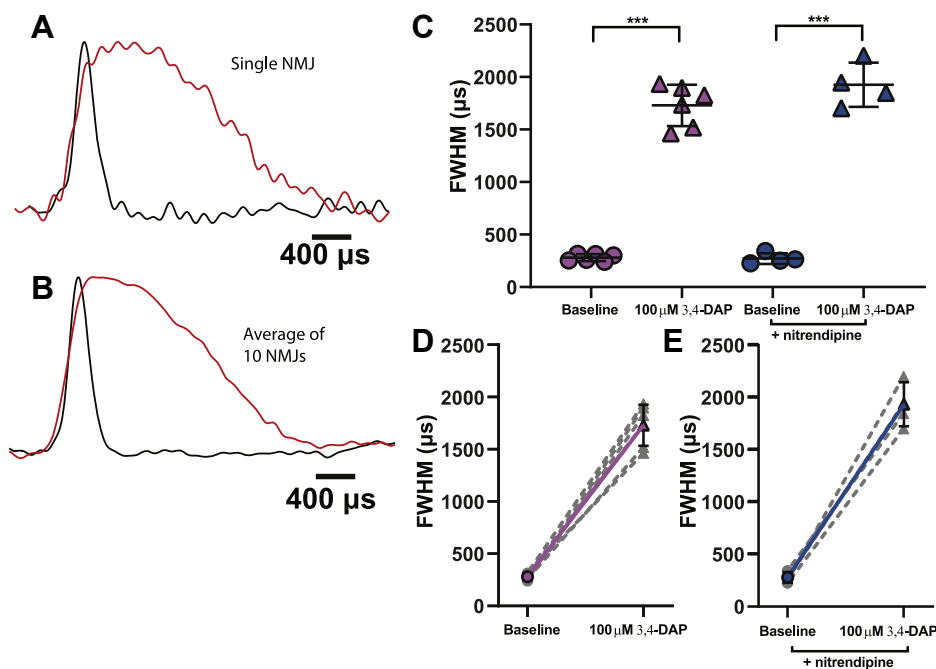 A
Single NMJ
400 µs
B
Average of
10 NMJs
400 µs
C
FWHM (µs)
2500
2000
1500
1000
500
0
***
***
Baseline
100 µM 3,4-DAP
Baseline
100 µM 3,4-DAP
+ nitrendipine
D
FWHM (µs)
2500
2000
1500
1000
500
0
Baseline
100 µM 3,4-DAP
E
FWHM (µs)
2500
2000
1500
1000
500
0
Baseline
100 µM 3,4-DAP
+ nitrendipine